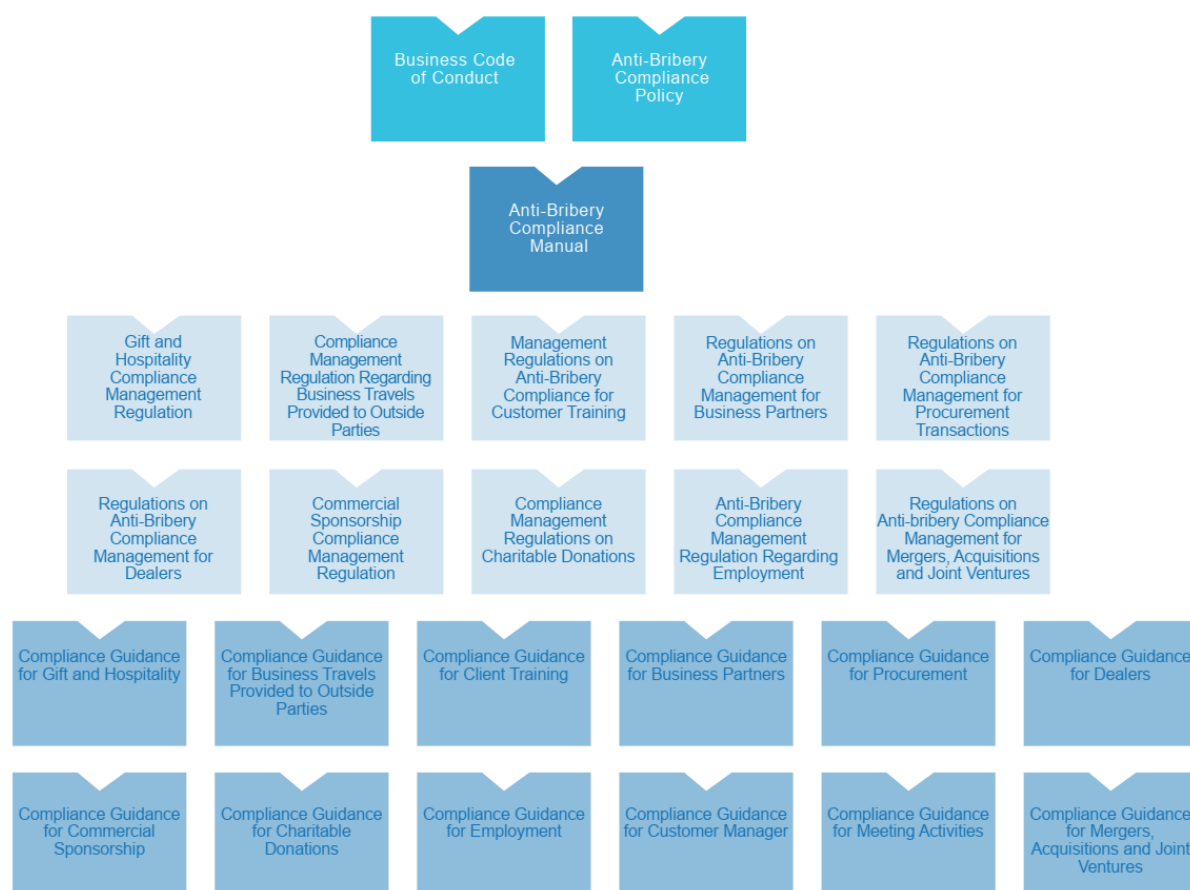 Business Code
of Conduct
Anti-Bribery
Compliance
Policy
Anti-Bribery
Compliance
Manual
Gift and
Hospitality
Compliance
Management
Regulation
Compliance
Management
Regulation Regarding
Business Travels
Provided to Outside
Parties
Management
Regulations on
Anti-Bribery
Compliance for
Customer Training
Regulations on
Anti-Bribery
Compliance
Management for
Business Partners
Regulations on
Anti-Bribery
Compliance
Management for
Procurement
Transactions
Regulations on
Anti-Bribery
Compliance
Management for
Dealers
Commercial
Sponsorship
Compliance
Management
Regulation
Compliance
Management
Regulations on
Charitable Donations
Anti-Bribery
Compliance
Management
Regulation Regarding
Employment
Regulations on
Anti-bribery Compliance
Management for
Mergers, Acquisitions
and Joint Ventures
Compliance Guidance
for Gift and Hospitality
Compliance Guidance
for Business Travels
Provided to Outside
Parties
Compliance Guidance
for Client Training
Compliance Guidance
for Business Partners
Compliance Guidance
for Procurement
Compliance Guidance
for Dealers
Compliance Guidance
for Commercial
Sponsorship
Compliance Guidance
for Charitable
Donations
Compliance Guidance
for Employment
Compliance Guidance
for Customer Manager
Compliance Guidance
for Meeting Activities
Compliance Guidance
for Mergers,
Acquisitions and Joint
Ventures